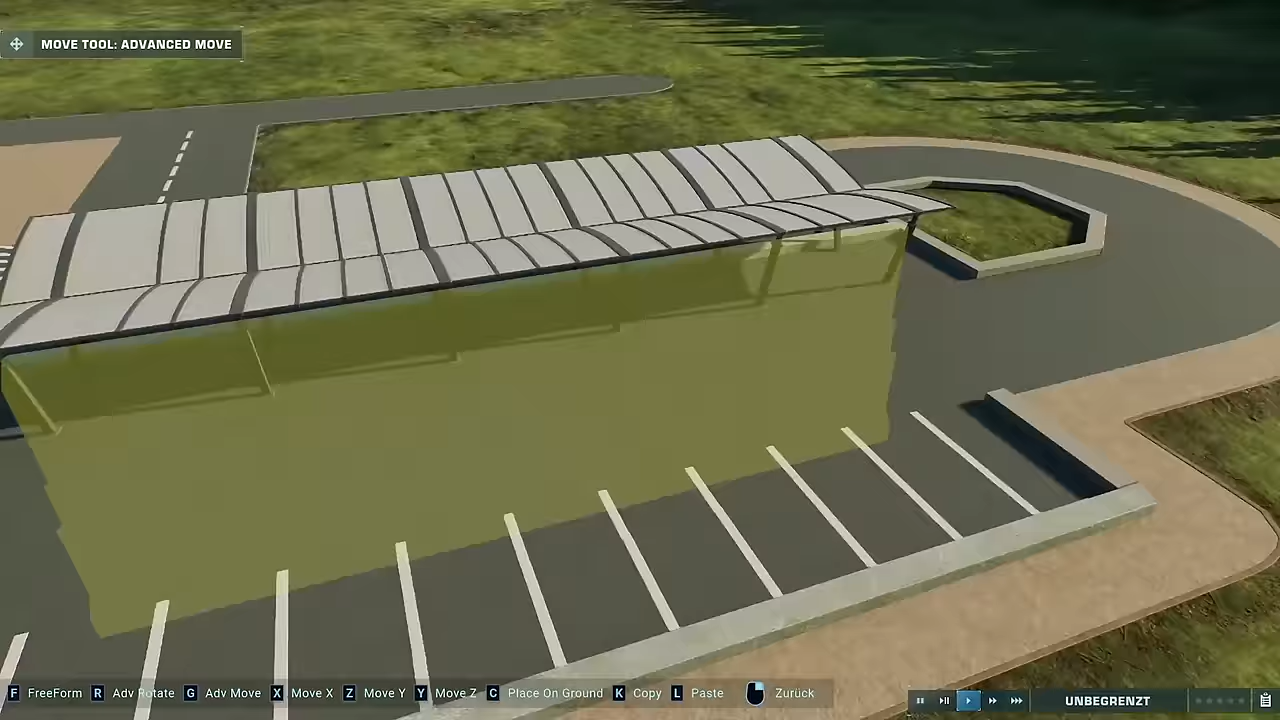 MOVE TOOL: ADVANCED MOVE
F FreeForm R Adv Rotate G Adv Move X Move X Z Move Y Y Move Z C Place On Ground K Copy L Paste Zurück
UNBEGRENZT